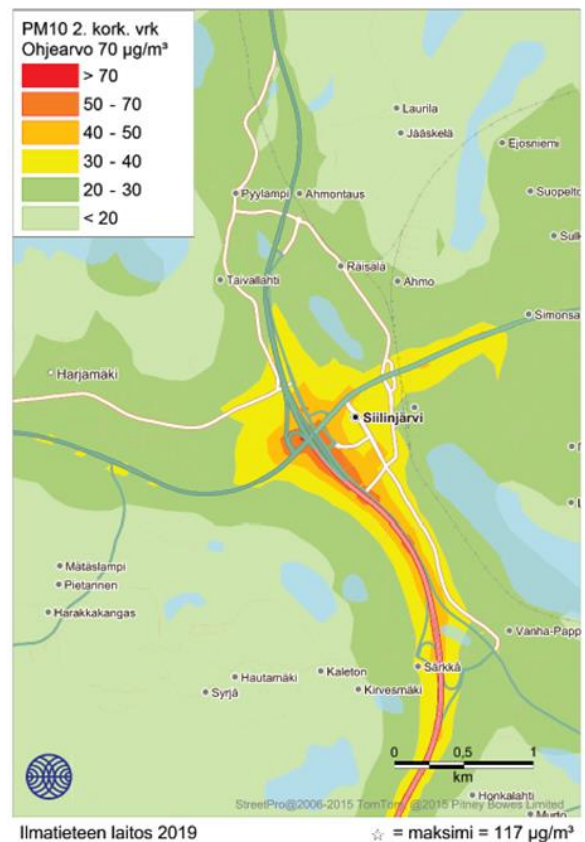 PM10 2. kork. vrk
Ohjearvo 70 µg/m³
> 70
50 - 70
40 - 50
30 - 40
20 - 30
< 20
Laurila
Jääskelä
Ejosniemi
Pyylampi
Ahmontaus
Suopelto
Sulk
Räisälä
Taivallahti
Ahmo
Simonsa
Harjamäki
Siilinjärvi
Mätäslampi
Pietarinen
Harakkakangas
Vanha-Papp
Särkkä
Kaleton
Hautamäki
Kirvesmäki
Syrjä
0 0,5 1
km
Honkalahti
StreetPro@2006-2015 TomTom, @2015 Pitney Bowes Limited
Murto
Ilmatieteen laitos 2019
☆ = maksimi = 117 µg/m³